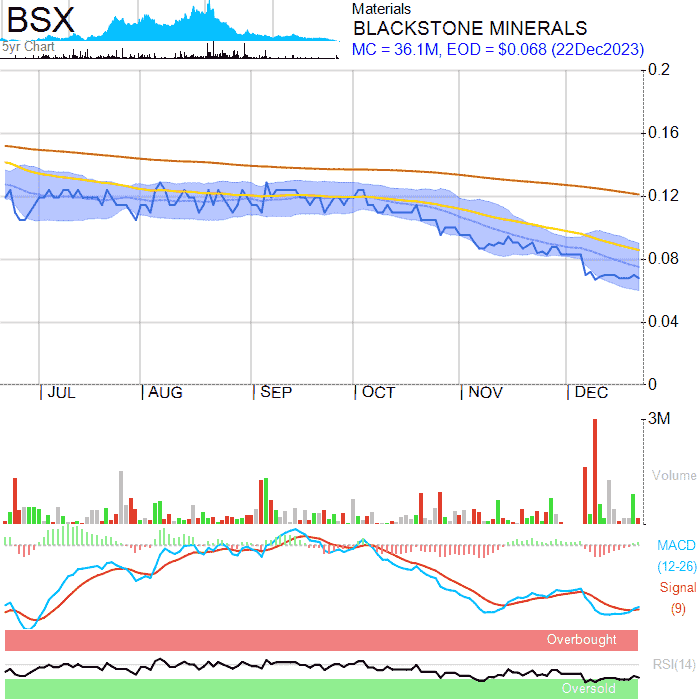 BSX
5yr Chart
Materials
BLACKSTONE MINERALS
MC = 36.1M, EOD = $0.068 (22Dec2023)
0.2
0.16
0.12
0.08
0.04
0
JUL AUG SEP OCT NOV DEC
3M
Volume
MACD
(12-26)
Signal
(9)
Overbought
RSI(14)
Oversold